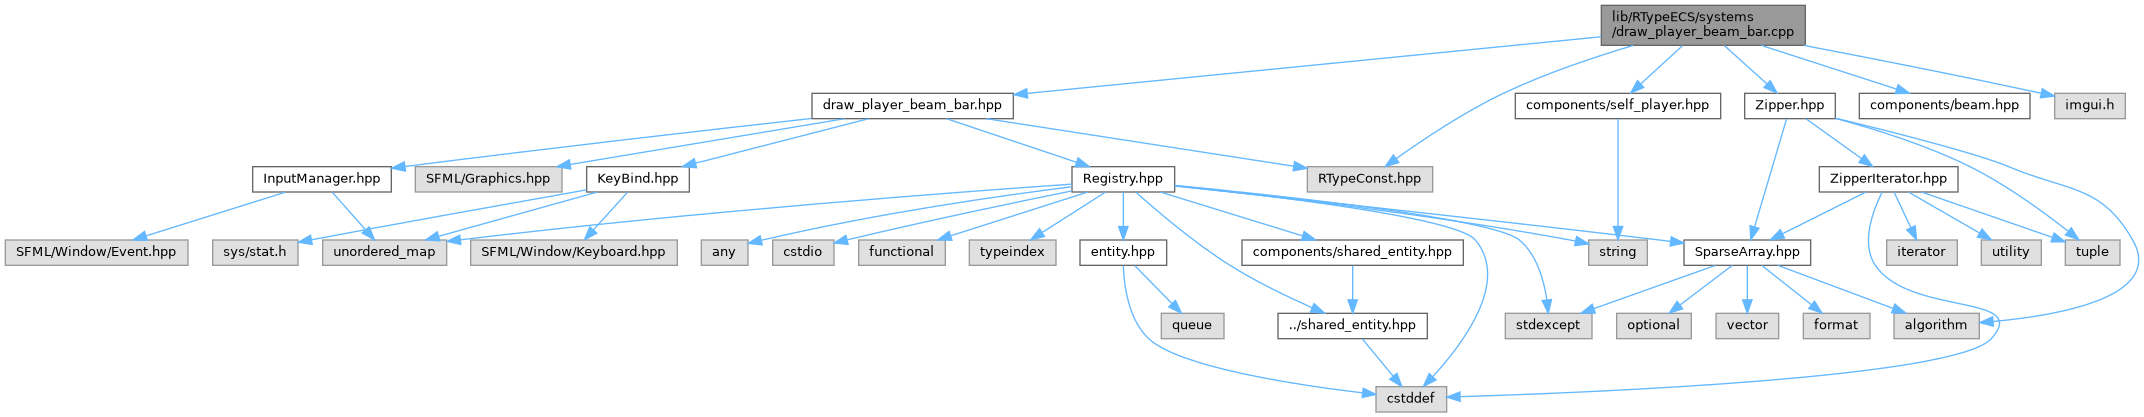 lib/RTypeECS/systems
/draw_player_beam_bar.cpp
draw_player_beam_bar.hpp
components/self_player.hpp
Zipper.hpp
components/beam.hpp
imgui.h
InputManager.hpp
SFML/Graphics.hpp
KeyBind.hpp
RTypeConst.hpp
Registry.hpp
ZipperIterator.hpp
SFML/Window/Event.hpp
sys/stat.h
unordered_map
SFML/Window/Keyboard.hpp
any
cstdio
functional
typeindex
entity.hpp
components/shared_entity.hpp
string
SparseArray.hpp
iterator
utility
tuple
queue
../shared_entity.hpp
stdexcept
optional
vector
format
algorithm
cstddef